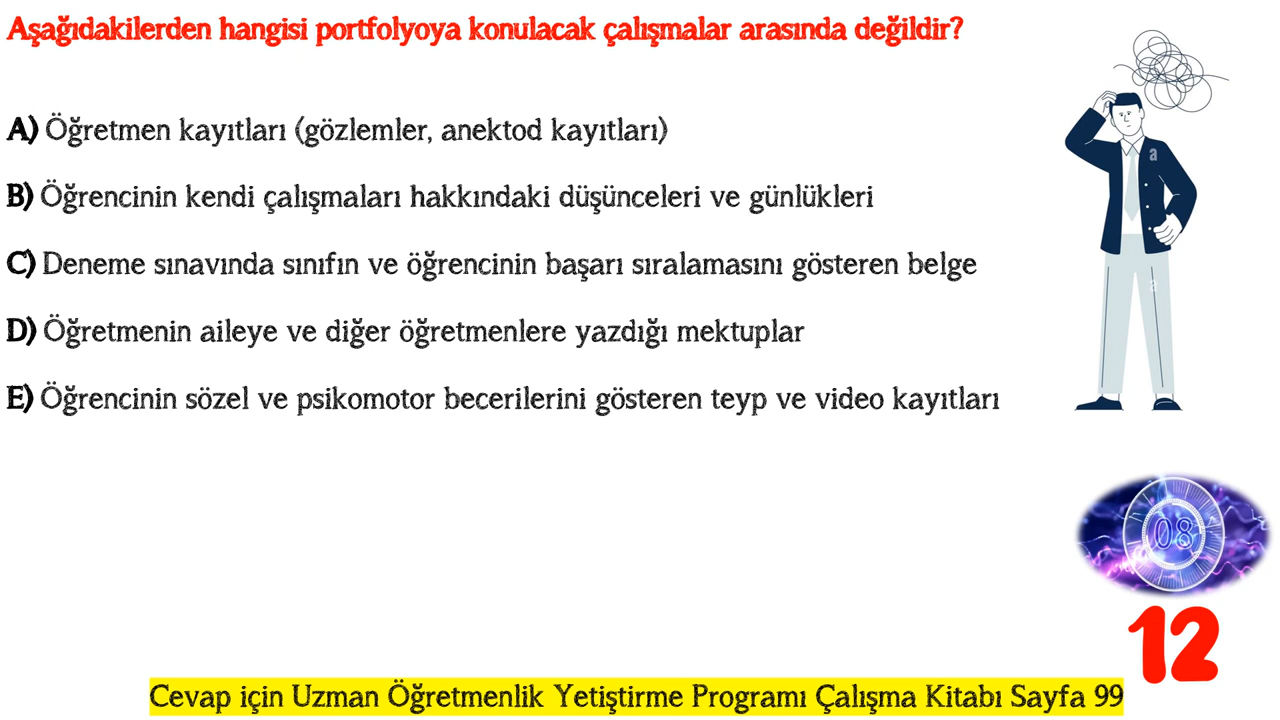 Aşağıdakilerden hangisi portfolyoya konulacak çalışmalar arasında değildir?
A) Öğretmen kayıtları (gözlemler, anektod kayıtları)
B) Öğrencinin kendi çalışmaları hakkındaki düşünceleri ve günlükleri
C) Deneme sınavında sınıfın ve öğrencinin başarı sıralamasını gösteren belge
D) Öğretmenin aileye ve diğer öğretmenlere yazdığı mektuplar
E) Öğrencinin sözel ve psikomotor becerilerini gösteren teyp ve video kayıtları
a
a
08
12
Cevap için Uzman Öğretmenlik Yetiştirme Programı Çalışma Kitabı Sayfa 99